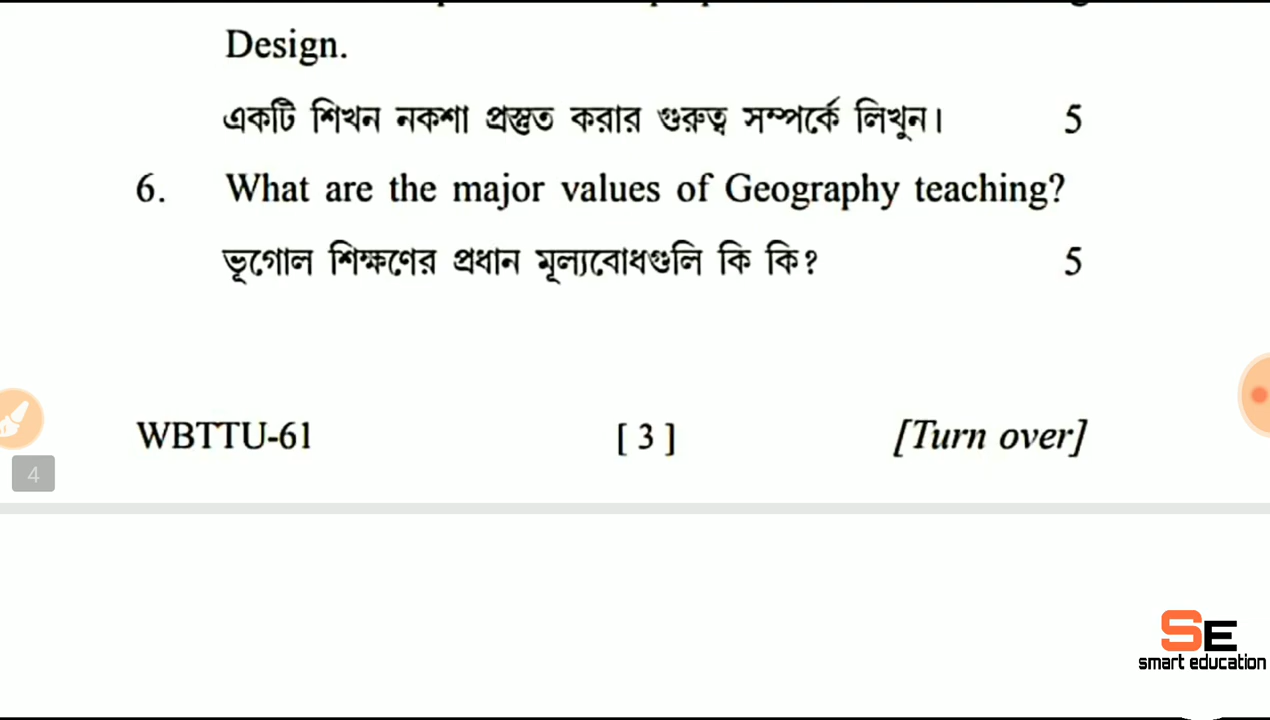 Design.
একটি শিখন নকশা প্রস্তুত করার গুরুত্ব সম্পর্কে লিখুন। 5
6. What are the major values of Geography teaching?
ভূগোল শিক্ষণের প্রধান মূল্যবোধগুলি কি কি? 5
WBTTU-61 [ 3 ] [Turn over]
4
SE
smart education